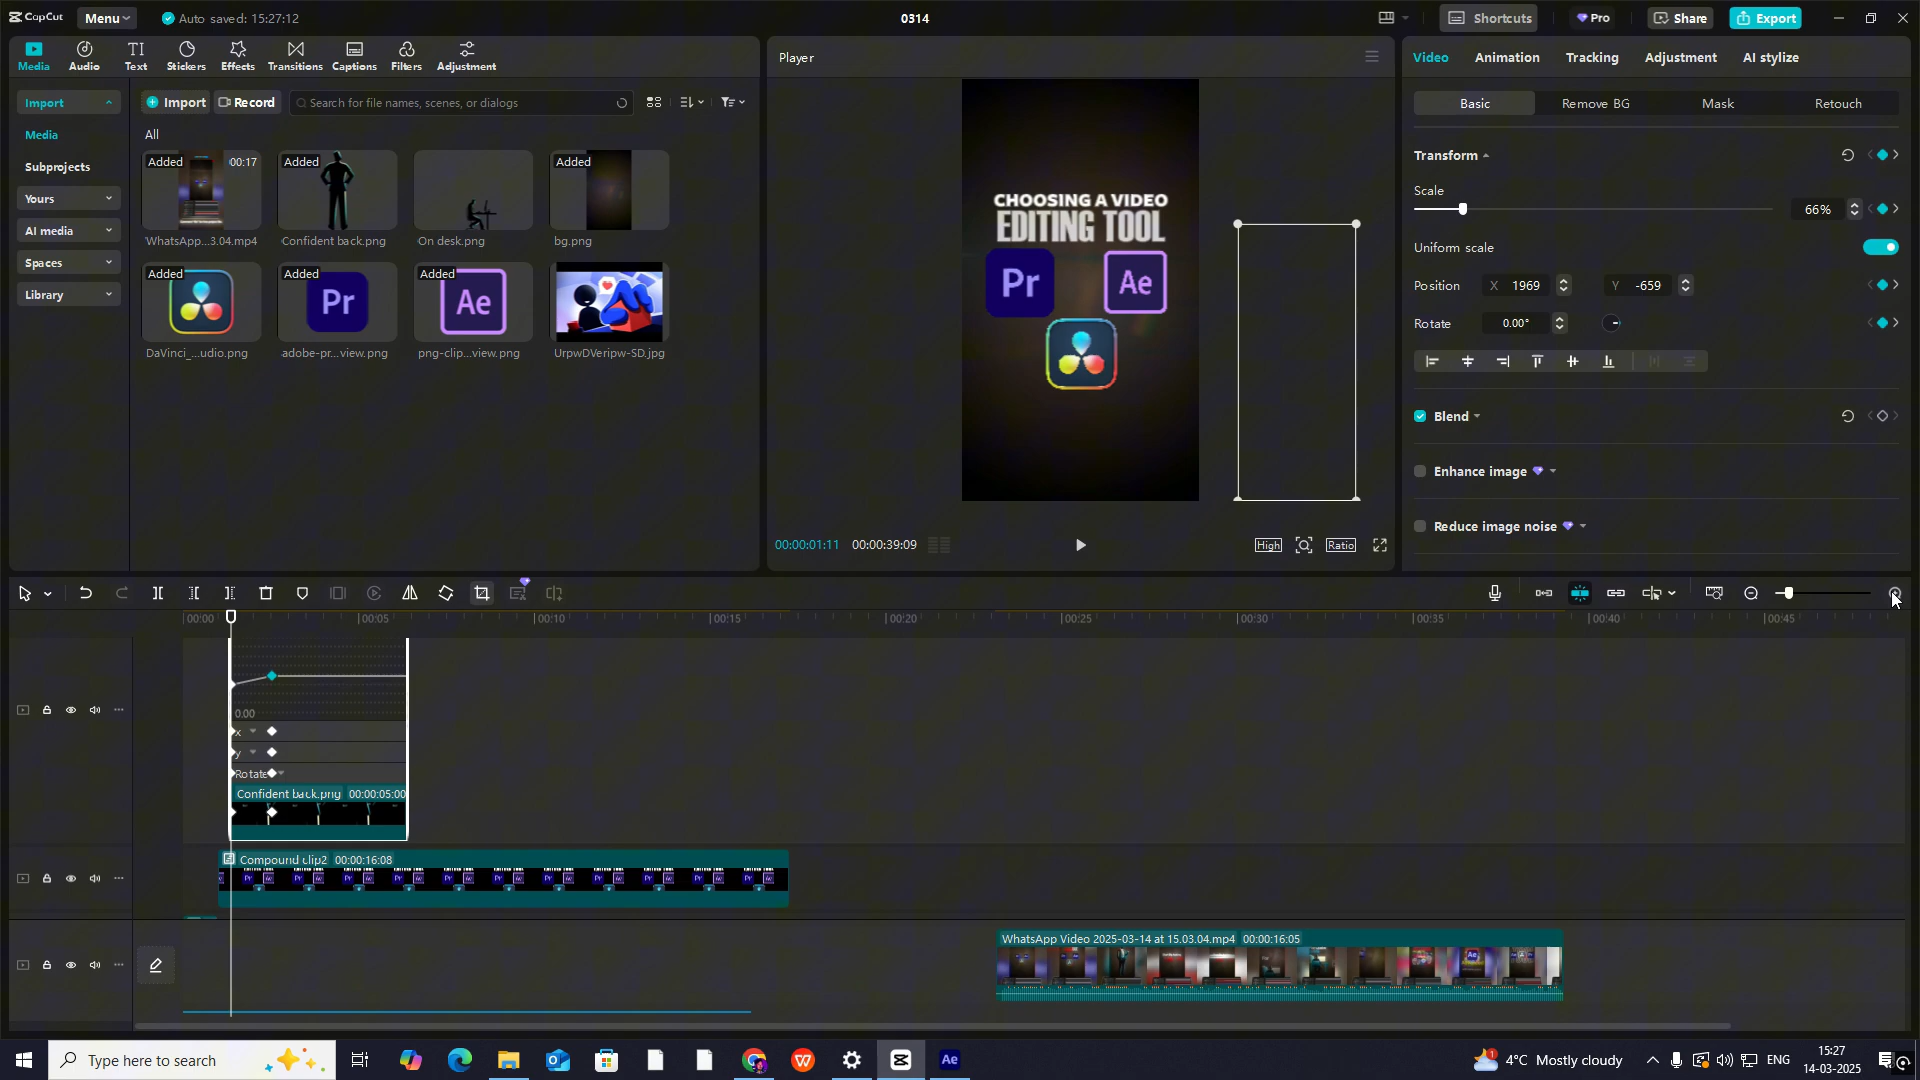 CapCut Menu Auto saved: 15:27:12 0314 Shortcuts Pro Share Export
Media Audio Text Stickers Effects Transitions Captions Filters Adjustment
Import
Media
Subprojects
Yours
AI media
Spaces
Library
Import Record Search for file names, scenes, or dialogs
All
Added 00:17
WhatsApp...3.04.mp4
Added
Confident back.png
On desk.png
Added
bg.png
Added
DaVinci_...udio.png
Added
Pr
adobe-pr...view.png
Added
Ae
png-clip...view.png
UrpwDVeripw-SD.jpg
Player
CHOOSING A VIDEO
EDITING TOOL
Pr Ae
00:00:01:11 00:00:39:09 High Ratio
Video Animation Tracking Adjustment AI stylize
Basic Remove BG Mask Retouch
Transform
Scale
66%
Uniform scale
Position X 1969 Y -659
Rotate 0.00°
Blend
Enhance image
Reduce image noise
00:00 00:05 00:10 00:15 00:20 00:25 00:30 00:35 00:40 00:45
0.00
x
y
Rotate
Confident back.png 00:00:05:00
Compound clip2 00:00:16:08
WhatsApp Video 2025-03-14 at 15.03.04.mp4 00:00:16:05
Type here to search
Ae
1
4°C Mostly cloudy
ENG
15:27
14-03-2025